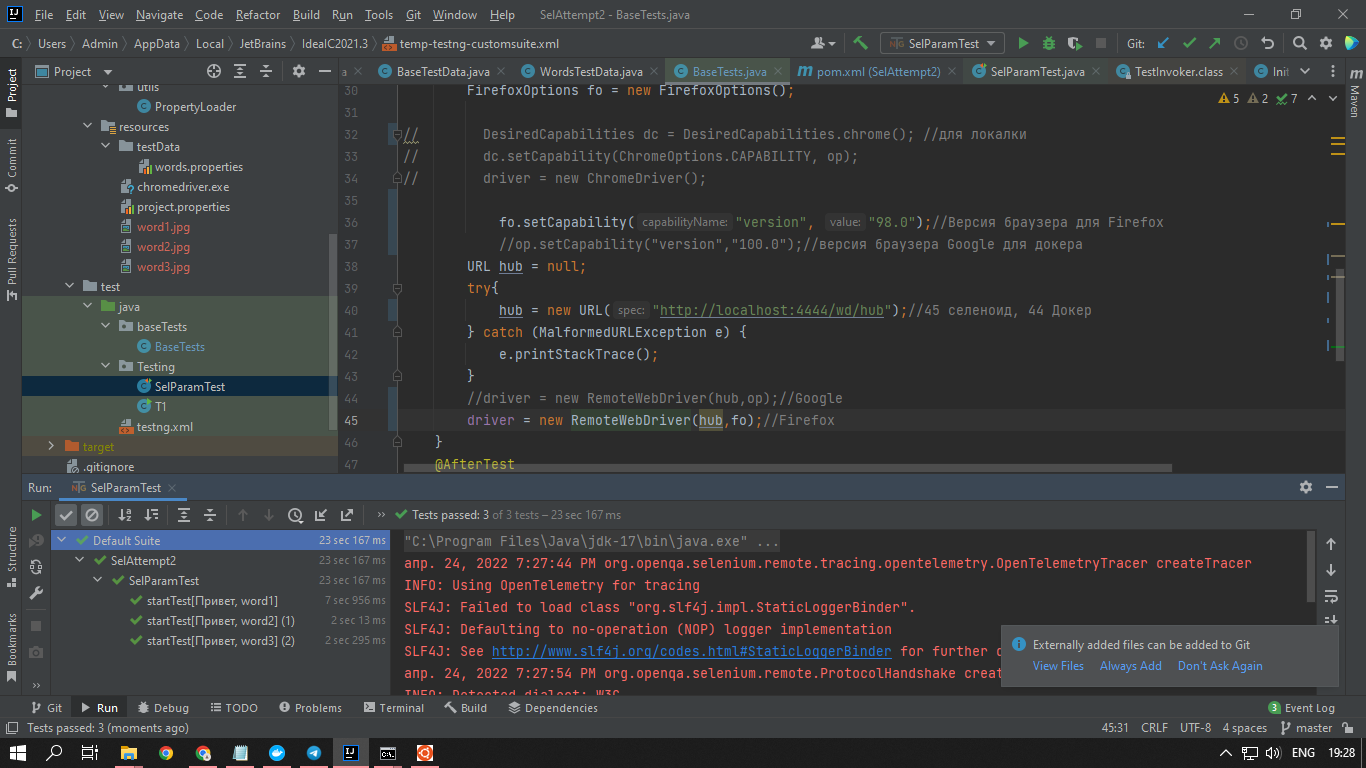 File Edit View Navigate Code Refactor Build Run Tools Git Window Help SelAttempt2 - BaseTests.java
C: Users Admin AppData Local JetBrains IdeaIC2021.3 temp-testng-customsuite.xml SelParamTest Git:
Project BaseTestData.java WordsTestData.java BaseTests.java pom.xml (SelAttempt2) SelParamTest.java TestInvoker.class
utils
PropertyLoader
resources
testData
words.properties
chromedriver.exe
project.properties
word1.jpg
word2.jpg
word3.jpg
test
java
baseTests
BaseTests
Testing
SelParamTest
T1
testng.xml
target
.gitignore
5 2 7
30 FirefoxOptions fo = new FirefoxOptions();
31
32 // DesiredCapabilities dc = DesiredCapabilities.chrome(); //для локалки
33 // dc.setCapability(ChromeOptions.CAPABILITY, op);
34 // driver = new ChromeDriver();
35
36 fo.setCapability( capabilityName: "version", value: "98.0");//Версия браузера для Firefox
37 //op.setCapability("version","100.0");//версия браузера Google для докера
38 URL hub = null;
39 try{
40 hub = new URL( spec: "http://localhost:4444/wd/hub");//45 селеноид, 44 Докер
41 } catch (MalformedURLException e) {
42 e.printStackTrace();
43 }
44 //driver = new RemoteWebDriver(hub,op);//Google
45 driver = new RemoteWebDriver(hub,fo);//Firefox
46 }
47 @AfterTest
Project
Commit
Pull Requests
Structure
Bookmarks
Maven
Run: SelParamTest
Tests passed: 3 of 3 tests – 23 sec 167 ms
Default Suite 23 sec 167 ms
SelAttempt2 23 sec 167 ms
SelParamTest 23 sec 167 ms
startTest[Привет, word1] 7 sec 956 ms
startTest[Привет, word2] (1) 2 sec 13 ms
startTest[Привет, word3] (2) 2 sec 295 ms
"C:\Program Files\Java\jdk-17\bin\java.exe" ...
апр. 24, 2022 7:27:44 PM org.openqa.selenium.remote.tracing.opentelemetry.OpenTelemetryTracer createTracer
INFO: Using OpenTelemetry for tracing
SLF4J: Failed to load class "org.slf4j.impl.StaticLoggerBinder".
SLF4J: Defaulting to no-operation (NOP) logger implementation
SLF4J: See http://www.slf4j.org/codes.html#StaticLoggerBinder for further
апр. 24, 2022 7:27:54 PM org.openqa.selenium.remote.ProtocolHandshake
INFO: Detected dialect: W3C
Externally added files can be added to Git
View Files Always Add Don't Ask Again
Git Run Debug TODO Problems Terminal Build Dependencies 3 Event Log
Tests passed: 3 (moments ago) 45:31 CRLF UTF-8 4 spaces master
ENG 19:28